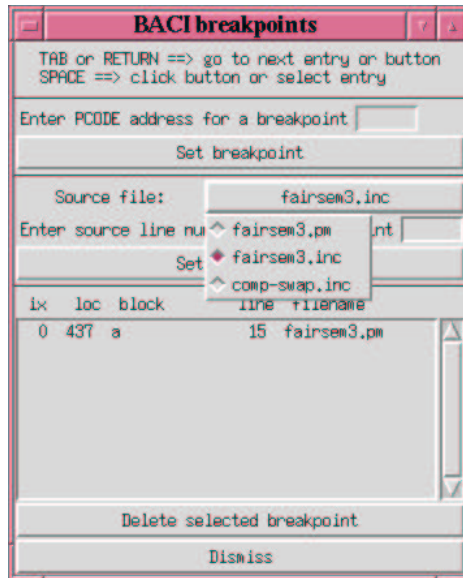 BACI breakpoints
TAB or RETURN ==> go to next entry or button
SPACE ==> click button or select entry
Enter PCODE address for a breakpoint
Set breakpoint
Source file: fairsem3.inc
Enter source line nu fairsem3.pm nt
Set fairsem3.inc
comp-swap.inc
ix loc block line filename
0 437 a 15 fairsem3.pm
Delete selected breakpoint
Dismiss